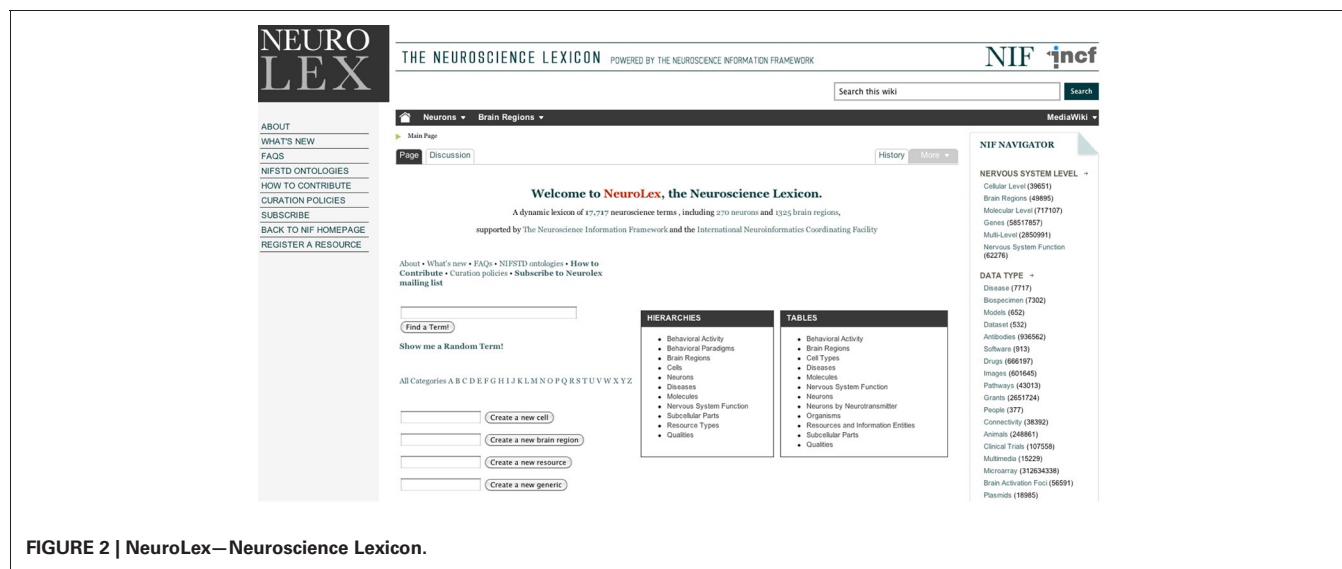 NEURO
LEX
THE NEUROSCIENCE LEXICON POWERED BY THE NEUROSCIENCE INFORMATION FRAMEWORK
NIF incf
Search this wiki Search
ABOUT
WHAT'S NEW
FAQS
NIFSTD ONTOLOGIES
HOW TO CONTRIBUTE
CURATION POLICIES
SUBSCRIBE
BACK TO NIF HOMEPAGE
REGISTER A RESOURCE
Neurons Brain Regions MediaWiki
Main Page
Page Discussion History More
Welcome to NeuroLex, the Neuroscience Lexicon.
A dynamic lexicon of 17,717 neuroscience terms , including 270 neurons and 1325 brain regions,
supported by The Neuroscience Information Framework and the International Neuroinformatics Coordinating Facility
About • What's new • FAQs • NIFSTD ontologies • How to
Contribute • Curation policies • Subscribe to Neurolex
mailing list
Find a Term!
Show me a Random Term!
All Categories A B C D E F G H I J K L M N O P Q R S T U V W X Y Z
Create a new cell
Create a new brain region
Create a new resource
Create a new generic
HIERARCHIES
• Behavioral Activity
• Behavioral Paradigms
• Brain Regions
• Cells
• Neurons
• Diseases
• Molecules
• Nervous System Function
• Subcellular Parts
• Resource Types
• Qualities
TABLES
• Behavioral Activity
• Brain Regions
• Cell Types
• Diseases
• Molecules
• Nervous System Function
• Neurons
• Neurons by Neurotransmitter
• Organisms
• Resources and Information Entities
• Subcellular Parts
• Qualities
NIF NAVIGATOR
NERVOUS SYSTEM LEVEL →
Cellular Level (39651)
Brain Regions (49895)
Molecular Level (717107)
Genes (58517857)
Multi-Level (2850991)
Nervous System Function
(62276)
DATA TYPE →
Disease (7717)
Biospecimen (7302)
Models (652)
Dataset (532)
Antibodies (936562)
Software (913)
Drugs (666197)
Images (601645)
Pathways (43013)
Grants (2651724)
People (377)
Connectivity (38392)
Animals (248861)
Clinical Trials (107558)
Multimedia (15229)
Microarray (312634338)
Brain Activation Foci (56591)
Plasmids (18985)
FIGURE 2 | NeuroLex—Neuroscience Lexicon.